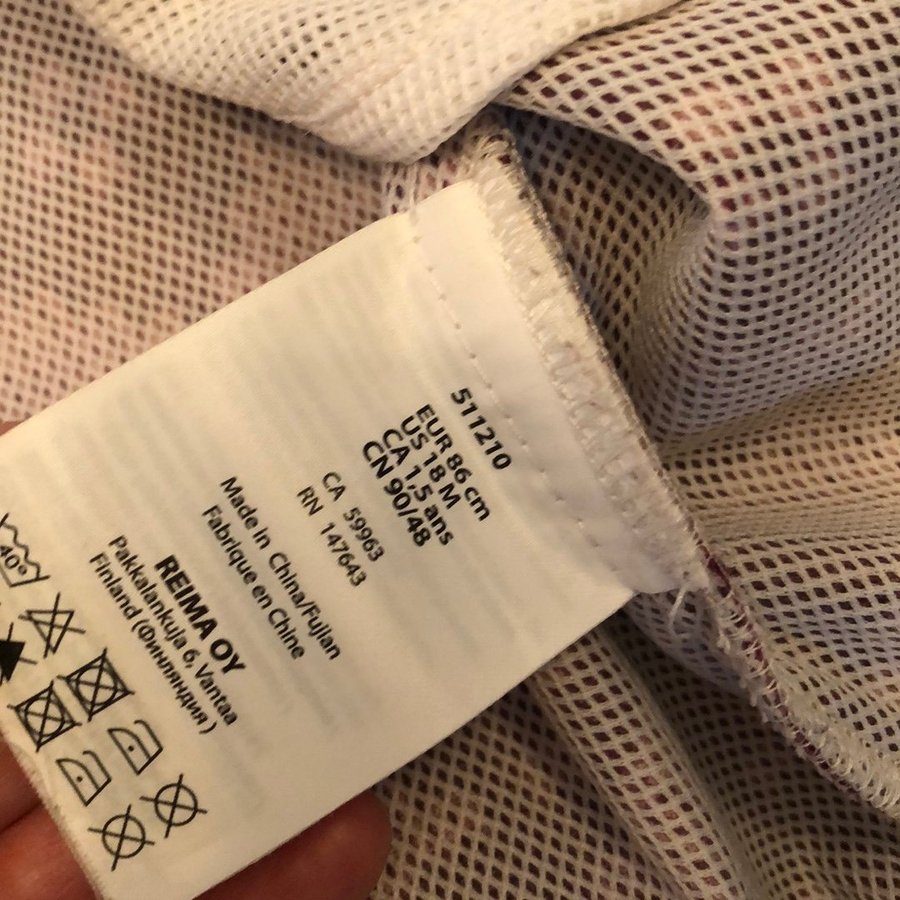 511210
EUR 86 cm
US 18 M
CA 1,5 ans
CN 90/48
CA 59963
RN 147643
Made in China/Fujian
Fabrique en Chine
REIMA OY
Pakkalankuja 6, Vantaa
Finland (Финляндия)
40°